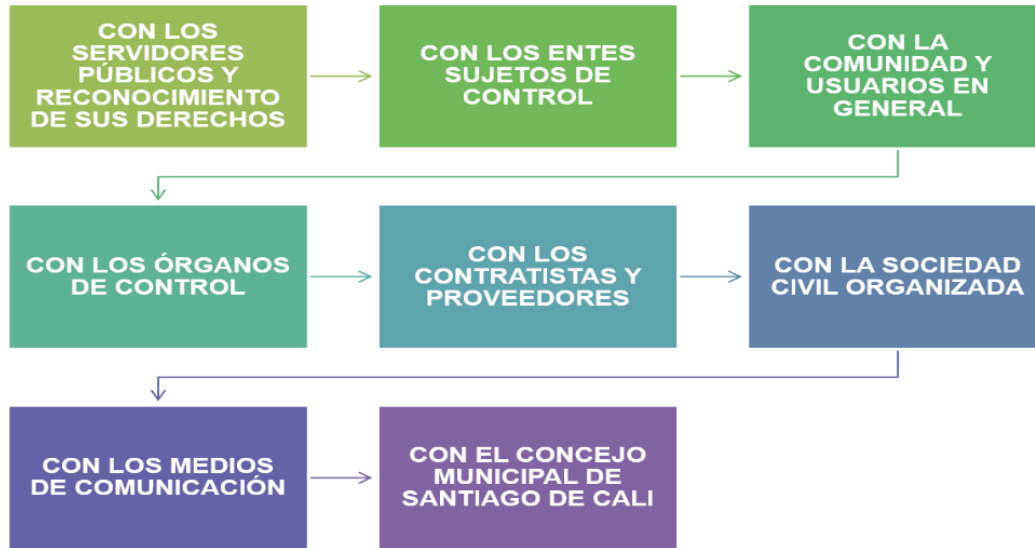 CON LOS
SERVIDORES
PÚBLICOS Y
RECONOCIMIENTO
DE SUS DERECHOS
CON LOS ENTES
SUJETOS DE
CONTROL
CON LA
COMUNIDAD Y
USUARIOS EN
GENERAL
CON LOS ÓRGANOS
DE CONTROL
CON LOS
CONTRATISTAS Y
PROVEEDORES
CON LA SOCIEDAD
CIVIL ORGANIZADA
CON LOS MEDIOS
DE COMUNICACIÓN
CON EL CONCEJO
MUNICIPAL DE
SANTIAGO DE CALI